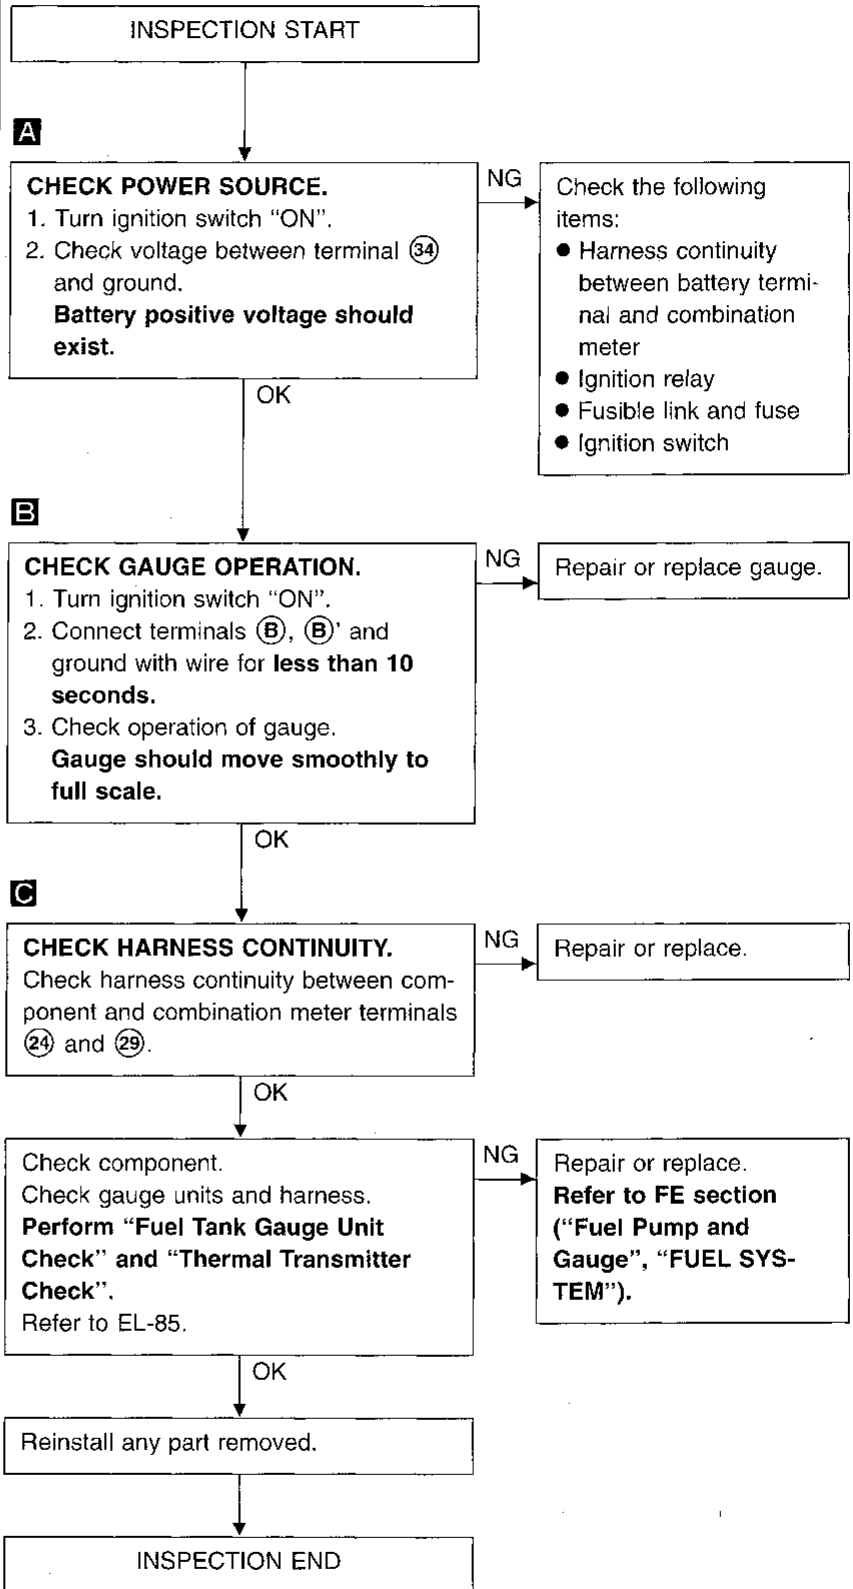 INSPECTION START
A
CHECK POWER SOURCE.
1. Turn ignition switch “ON”.
2. Check voltage between terminal 34
and ground.
Battery positive voltage should
exist.
NG
Check the following
items:
● Harness continuity
between battery termi-
nal and combination
meter
● Ignition relay
● Fusible link and fuse
● Ignition switch
OK
B
CHECK GAUGE OPERATION.
1. Turn ignition switch “ON”.
2. Connect terminals Ⓑ, Ⓑ’ and
ground with wire for less than 10
seconds.
3. Check operation of gauge.
Gauge should move smoothly to
full scale.
NG
Repair or replace gauge.
OK
C
CHECK HARNESS CONTINUITY.
Check harness continuity between com-
ponent and combination meter terminals
24 and 29.
NG
Repair or replace.
OK
Check component.
Check gauge units and harness.
Perform “Fuel Tank Gauge Unit
Check” and “Thermal Transmitter
Check”.
Refer to EL-85.
NG
Repair or replace.
Refer to FE section
(“Fuel Pump and
Gauge”, “FUEL SYS-
TEM”).
OK
Reinstall any part removed.
INSPECTION END